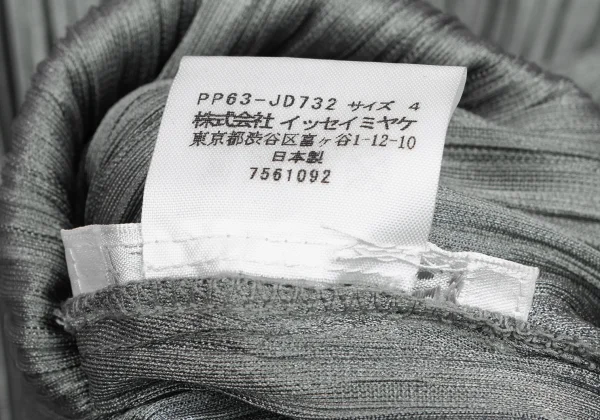 PP63-JD732 サイズ 4
株式会社 イッセイミヤケ
東京都渋谷区富ヶ谷1-12-10
日本製
7561092